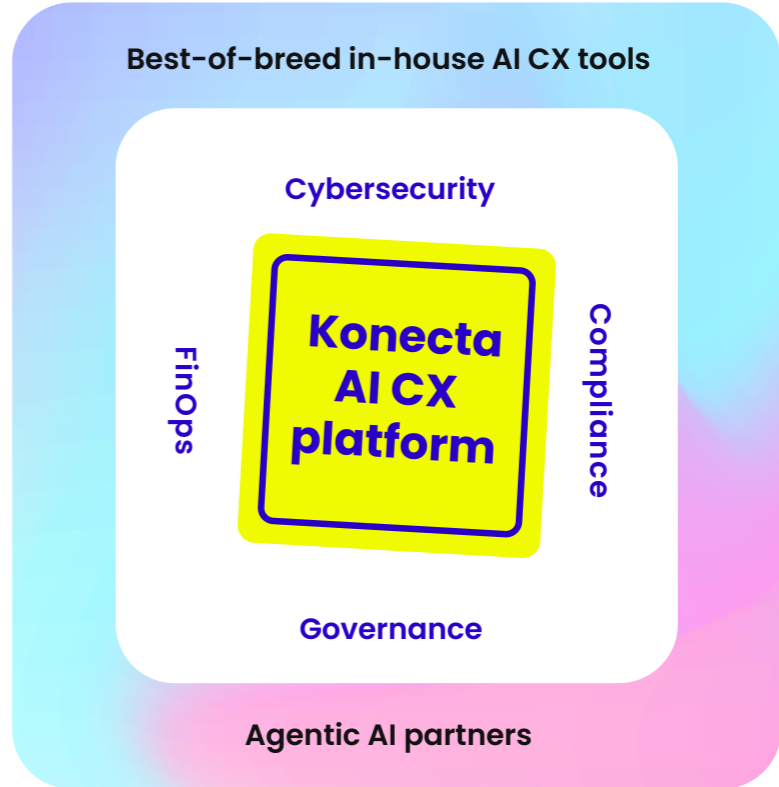 Best-of-breed in-house AI CX tools
Cybersecurity
Konecta
AI CX
platform
FinOps
Compliance
Governance
Agentic AI partners